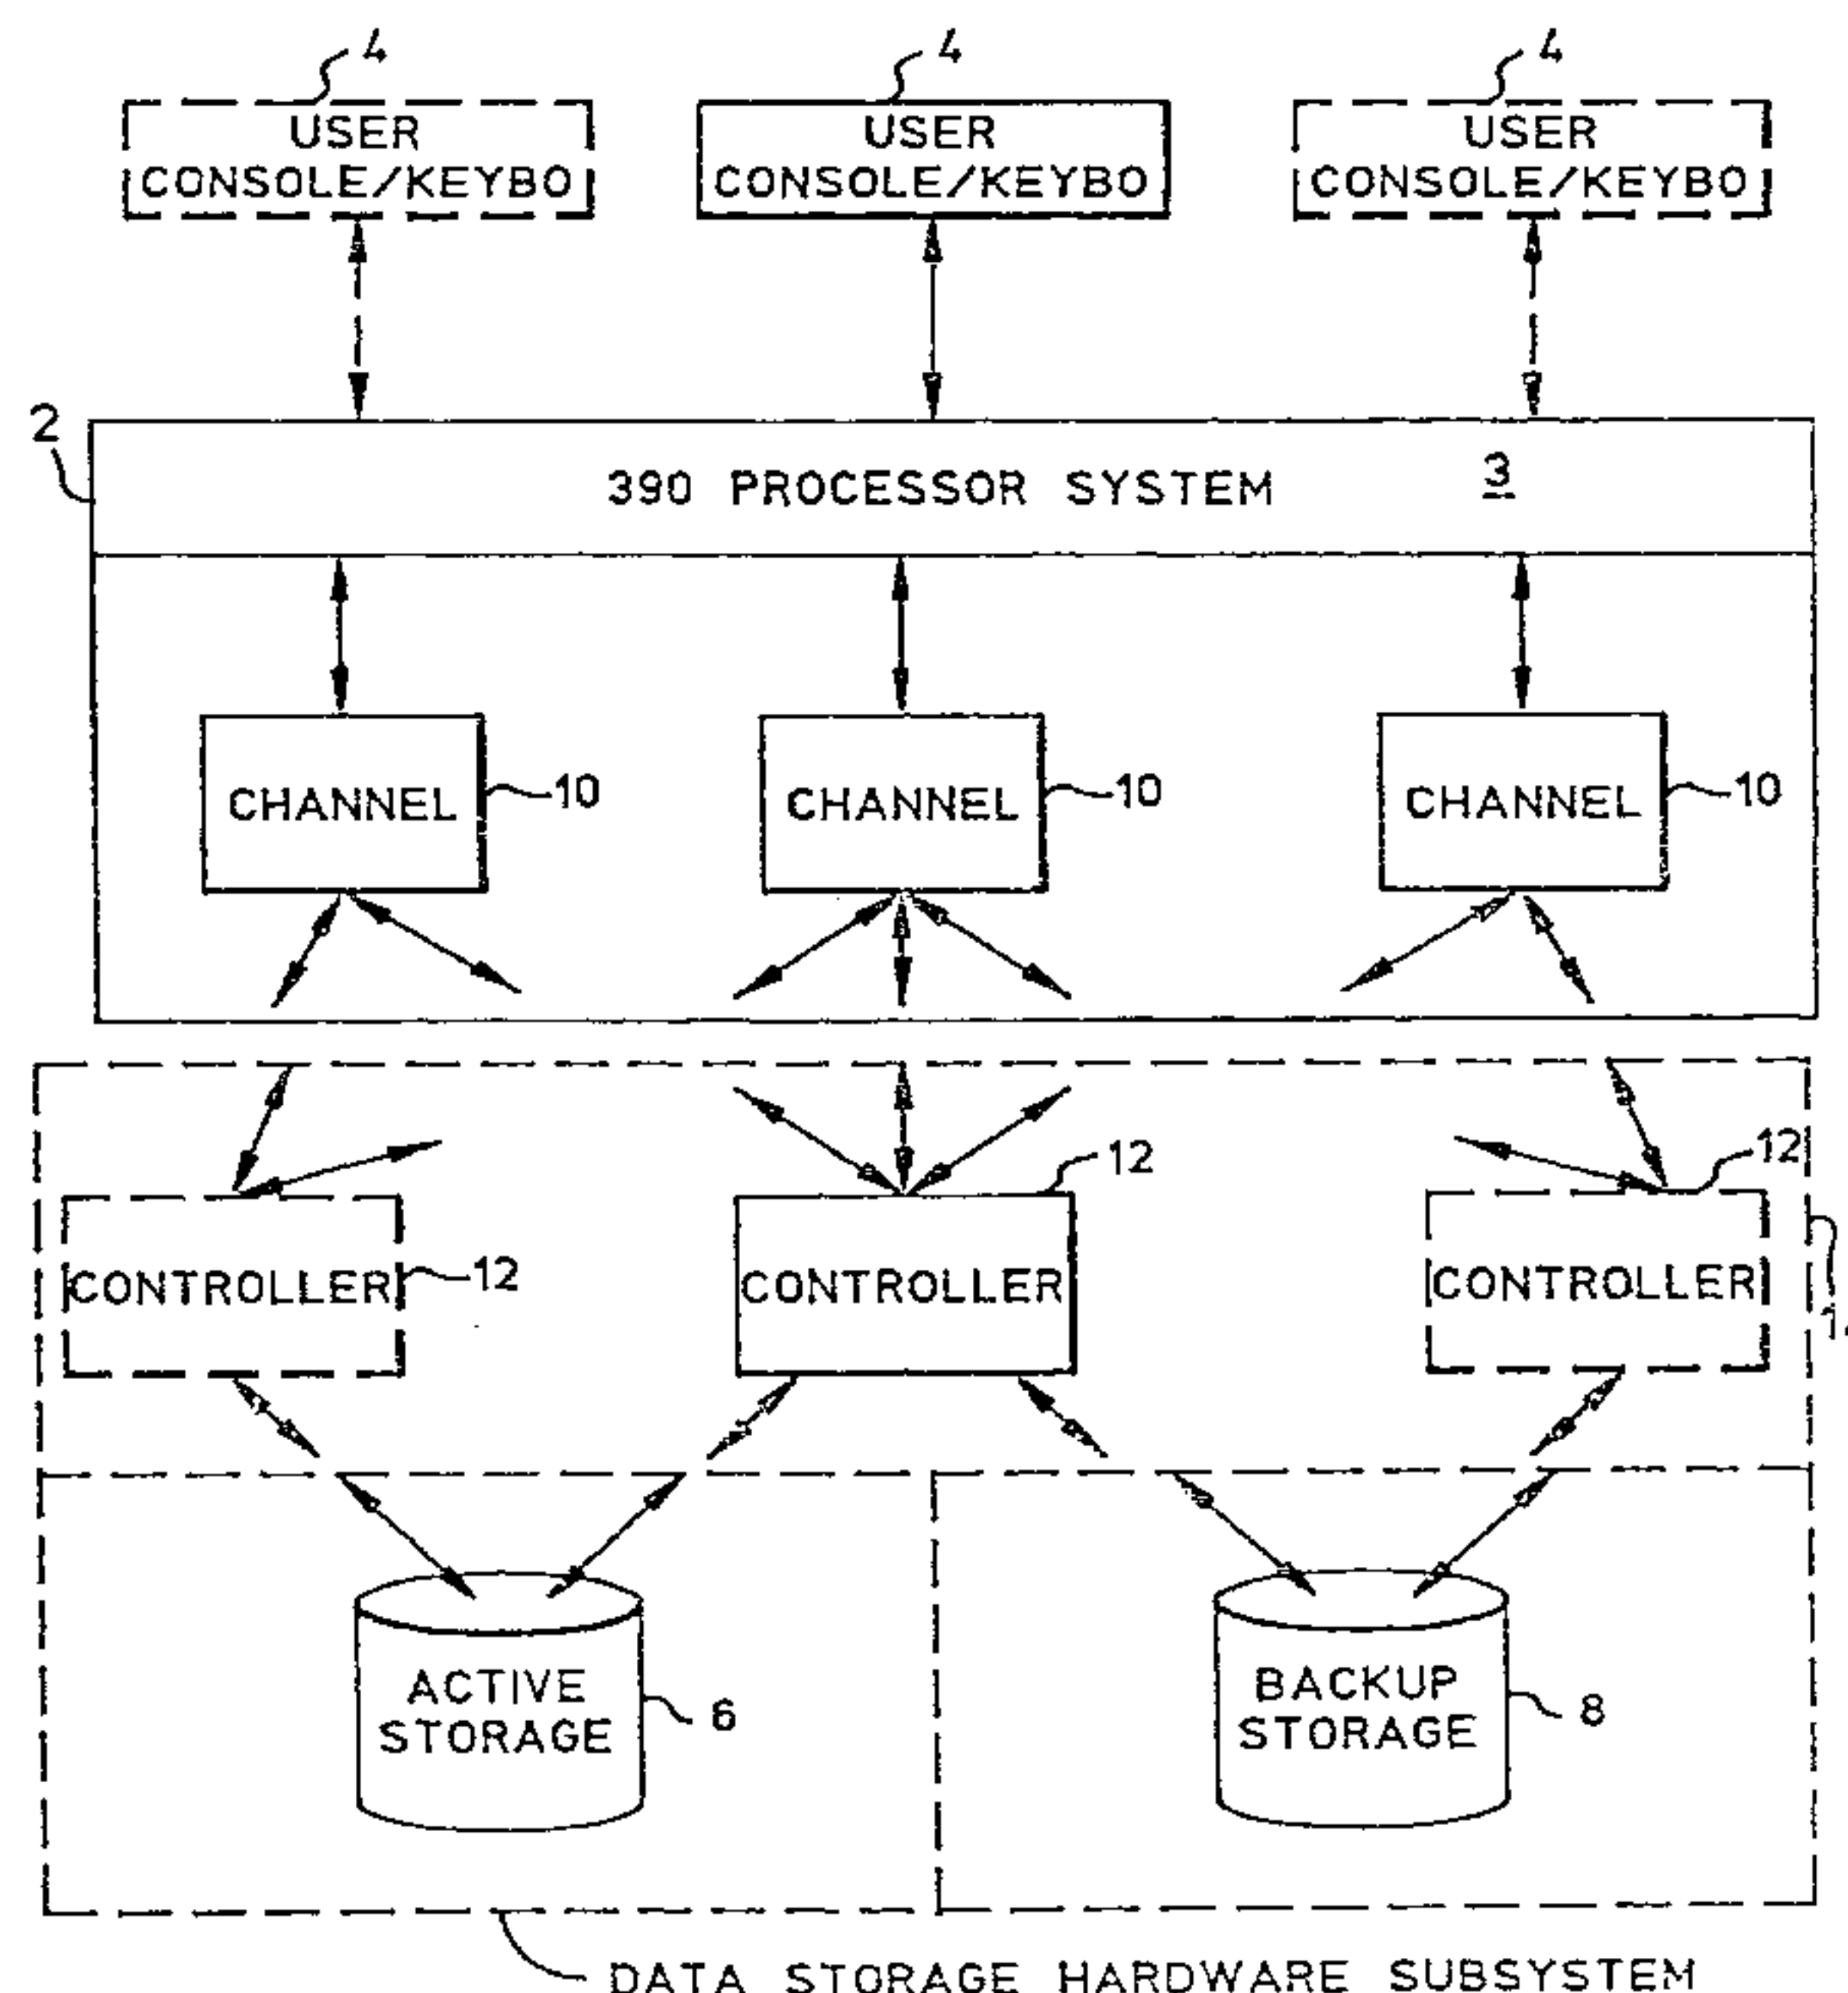 4 4 4
USER USER USER
CONSOLE/KEYBO CONSOLE/KEYBO CONSOLE/KEYBO
2
390 PROCESSOR SYSTEM 3
CHANNEL 10 CHANNEL 10 CHANNEL 10
12 12
CONTROLLER 12 CONTROLLER CONTROLLER
ACTIVE
STORAGE 6
BACKUP
STORAGE 8
DATA STORAGE HARDWARE SUBSYSTEM